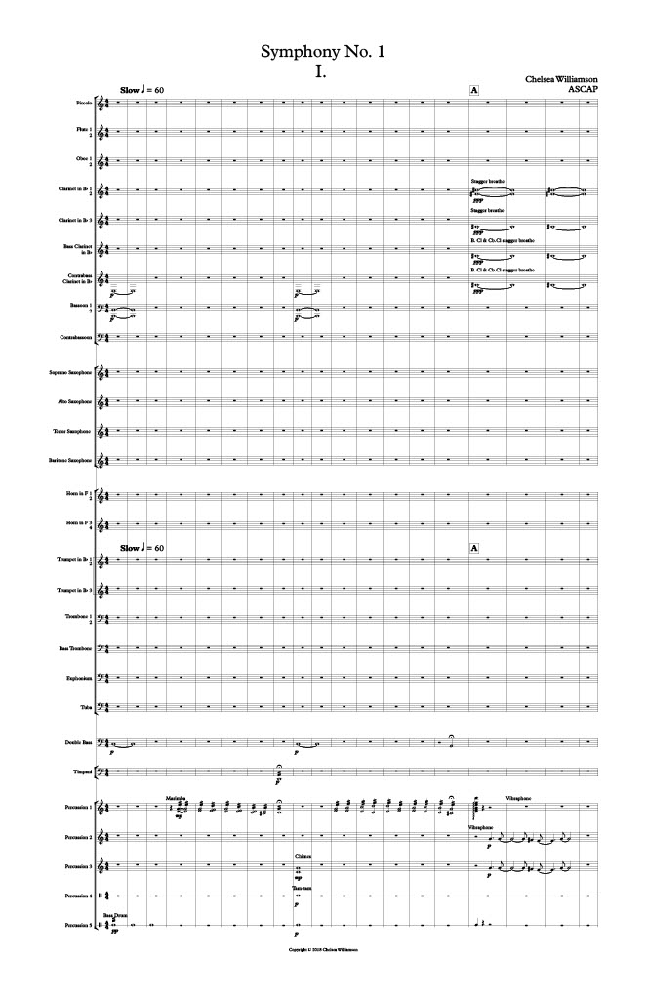 Symphony No. 1
I.
Chelsea Williamson
ASCAP
Slow ♩ = 60
A
Piccolo
Flute 1
2
Oboe 1
2
Clarinet in B♭ 1
2
Stagger breathe
ppp
Clarinet in B♭ 3
Stagger breathe
ppp
Bass Clarinet
in B♭
B. Cl & Cb.Cl stagger breathe
ppp
Contrabass
Clarinet in B♭
B. Cl & Cb.Cl stagger breathe
p p ppp
Bassoon 1
2
p p
Contrabassoon
Soprano Saxophone
Alto Saxophone
Tenor Saxophone
Baritone Saxophone
Horn in F 1
2
Horn in F 3
4
Slow ♩ = 60
A
Trumpet in B♭ 1
2
Trumpet in B♭ 3
Trombone 1
2
Bass Trombone
Euphonium
Tuba
Double Bass
p p
Timpani
p
Percussion 1
Marimba
Vibraphone
mp
Percussion 2
Vibraphone
p
Percussion 3
Chimes
mp p
Percussion 4
Tam-tam
p
Percussion 5
Bass Drum
pp p
Copyright © 2018 Chelsea Williamson